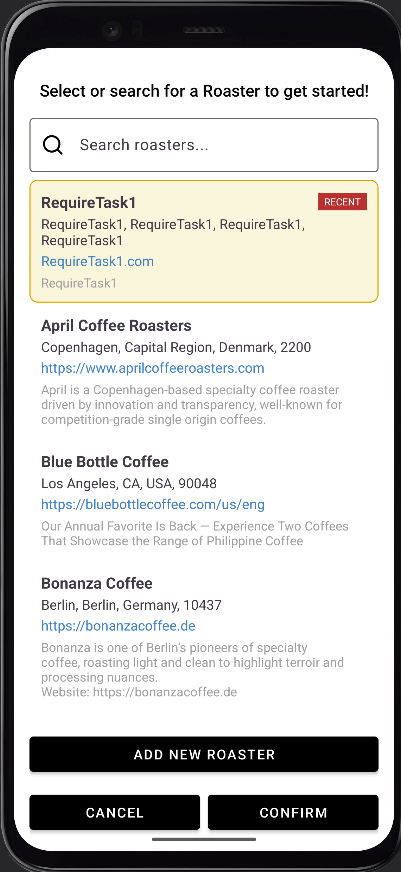 Select or search for a Roaster to get started!
Search roasters...
RequireTask1
RECENT
RequireTask1, RequireTask1, RequireTask1,
RequireTask1
RequireTask1.com
RequireTask1
April Coffee Roasters
Copenhagen, Capital Region, Denmark, 2200
https://www.aprilcoffeeroasters.com
April is a Copenhagen-based specialty coffee roaster
driven by innovation and transparency, well-known for
competition-grade single origin coffees.
Blue Bottle Coffee
Los Angeles, CA, USA, 90048
https://bluebottlecoffee.com/us/eng
Our Annual Favorite Is Back — Experience Two Coffees
That Showcase the Range of Philippine Coffee
Bonanza Coffee
Berlin, Berlin, Germany, 10437
https://bonanzacoffee.de
Bonanza is one of Berlin's pioneers of specialty
coffee, roasting light and clean to highlight terroir and
processing nuances.
Website: https://bonanzacoffee.de
ADD NEW ROASTER
CANCEL
CONFIRM